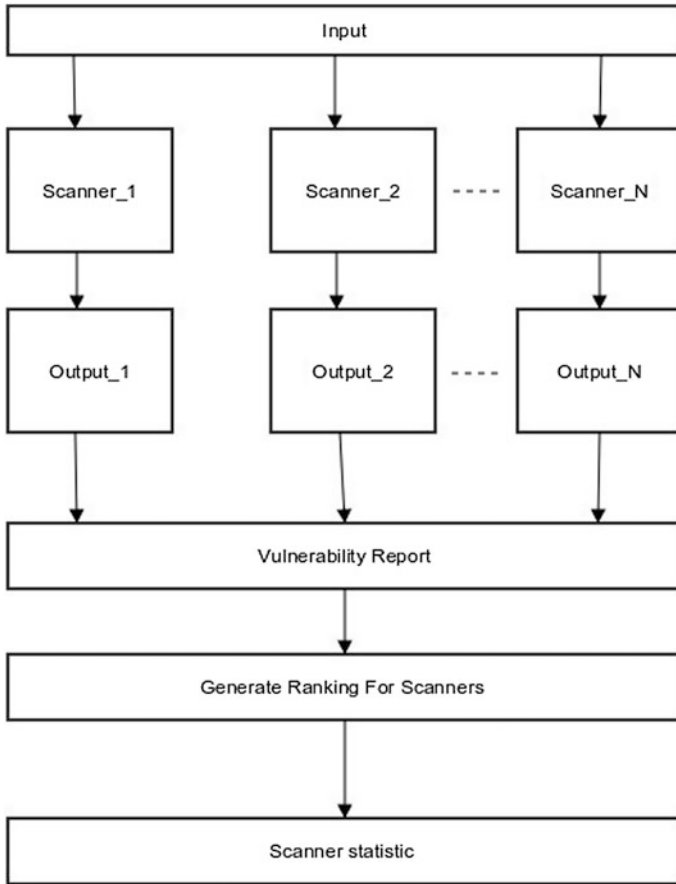 Input
Scanner_1
Scanner_2
Scanner_N
Output_1
Output_2
Output_N
Vulnerability Report
Generate Ranking For Scanners
Scanner statistic